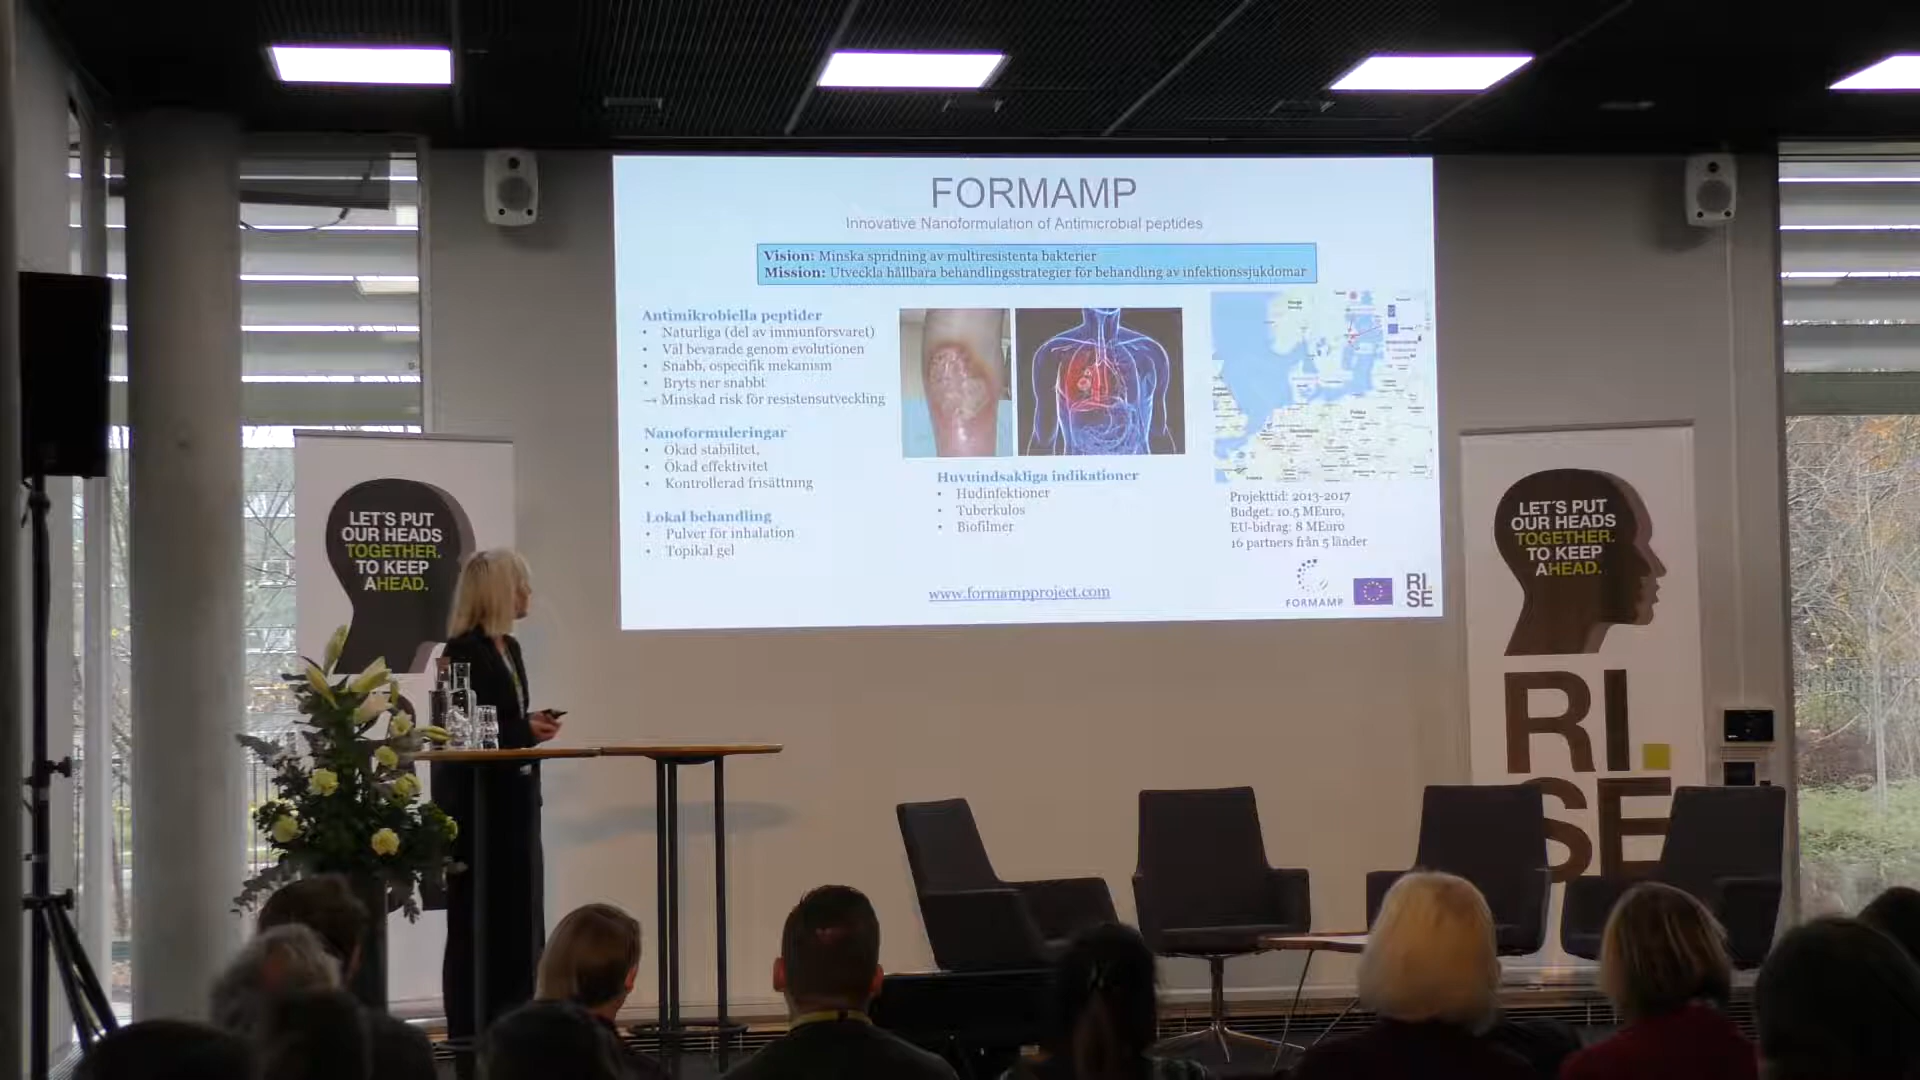 FORMAMP
Innovative Nanoformulation of Antimicrobial peptides
Vision: Minska spridning av multiresistenta bakterier
Mission: Utveckla hållbara behandlingsstrategier för behandling av infektionssjukdomar
Antimikrobiella peptider
• Naturliga (del av immunförsvaret)
• Väl bevarade genom evolutionen
• Snabb, ospecifik mekanism
• Bryts ner snabbt
→ Minskad risk för resistensutveckling
Nanoformuleringar
• Ökad stabilitet,
• Ökad effektivitet
• Kontrollerad frisättning
Lokal behandling
• Pulver för inhalation
• Topikal gel
Huvuindsakliga indikationer
• Hudinfektioner
• Tuberkulos
• Biofilmer
Projekttid: 2013-2017
Budget: 10.5 MEuro,
EU-bidrag: 8 MEuro
16 partners från 5 länder
www.formampproject.com
FORMAMP
RI.
SE
LET'S PUT
OUR HEADS
TOGETHER.
TO KEEP
AHEAD.
LET'S PUT
OUR HEADS
TOGETHER.
TO KEEP
AHEAD.
RI.
SE